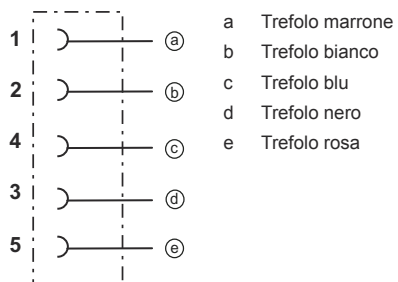 1 a
2 b
4 c
3 d
5 e
a Trefolo marrone
b Trefolo bianco
c Trefolo blu
d Trefolo nero
e Trefolo rosa